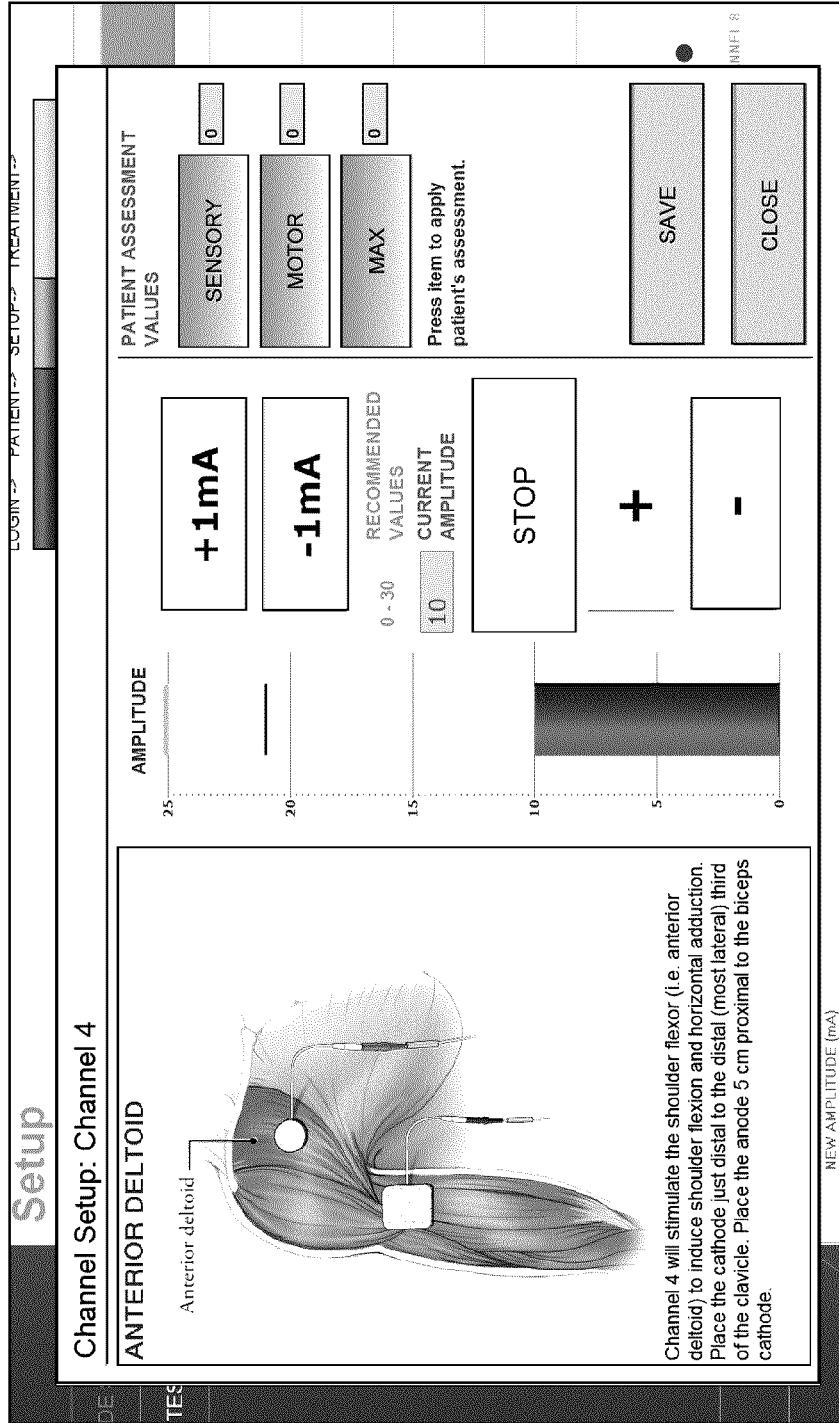 LOGIN -> PATIENT-> SETUP-> TREATMENT->
Setup
Channel Setup: Channel 4
ANTERIOR DELTOID
Anterior deltoid
Channel 4 will stimulate the shoulder flexor (i.e. anterior
deltoid) to induce shoulder flexion and horizontal adduction.
Place the cathode just distal to the distal (most lateral) third
of the clavicle. Place the anode 5 cm proximal to the biceps
cathode.
AMPLITUDE
25
20
15
10
5
0
+1mA
-1mA
0 - 30 RECOMMENDED
VALUES
10 CURRENT
AMPLITUDE
STOP
+
-
PATIENT ASSESSMENT
VALUES
SENSORY 0
MOTOR 0
MAX 0
Press item to apply
patient's assessment.
SAVE
CLOSE
DE
TES
NNEL 8
NEW AMPLITUDE (mA)